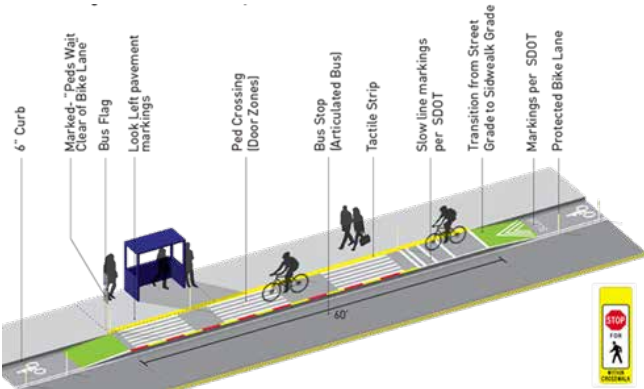 6" Curb
Marked- "Peds Wait
Clear of Bike Lane"
Bus Flag
Look Left pavement
markings
Ped Crossing
(Door Zones)
Bus Stop
(Articulated Bus)
Tactile Strip
Slow line markings
per SDOT
Transition from Street
Grade to Sidwealk Grade
Markings per SDOT
Protected Bike Lane
60'
STOP
FOR
WITHIN
CROSSWALK